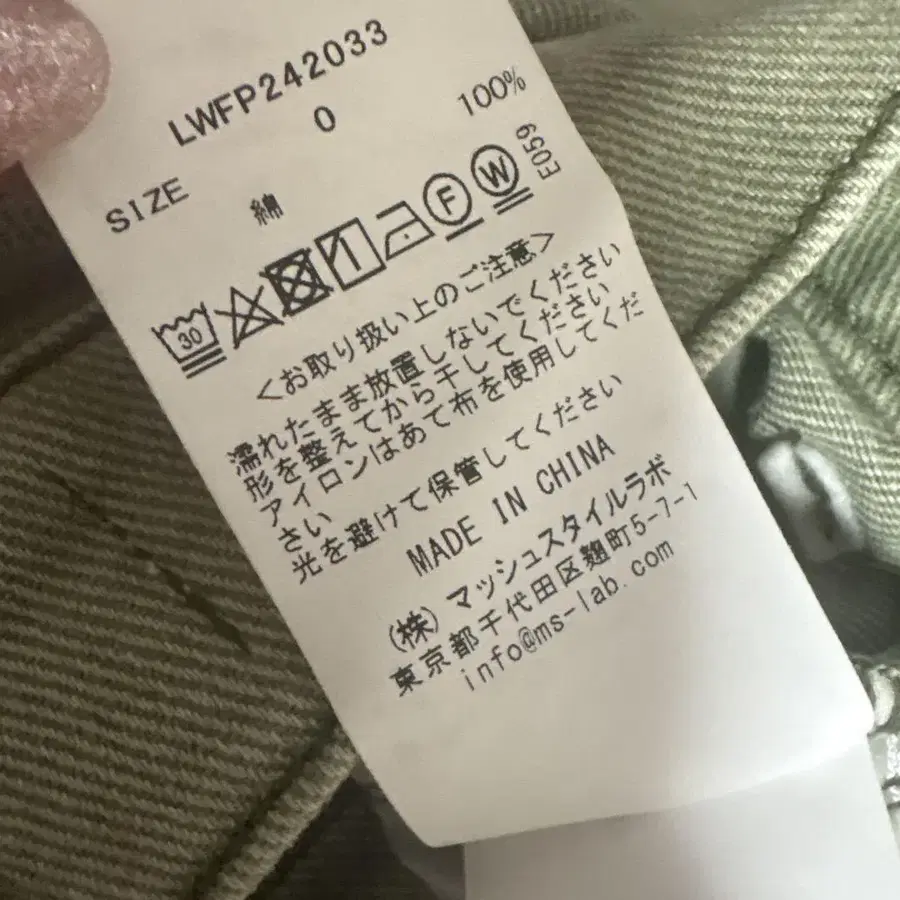 LWFP242033
SIZE 0
綿 100%
30 F W E059
<お取り扱い上のご注意>
濡れたまま放置しないでください
形を整えてから干してください
アイロンはあて布を使用してくだ
さい
光を避けて保管してください
MADE IN CHINA
(株) マッシュスタイルラボ
東京都千代田区麹町5-7-1
info@ms-lab.com